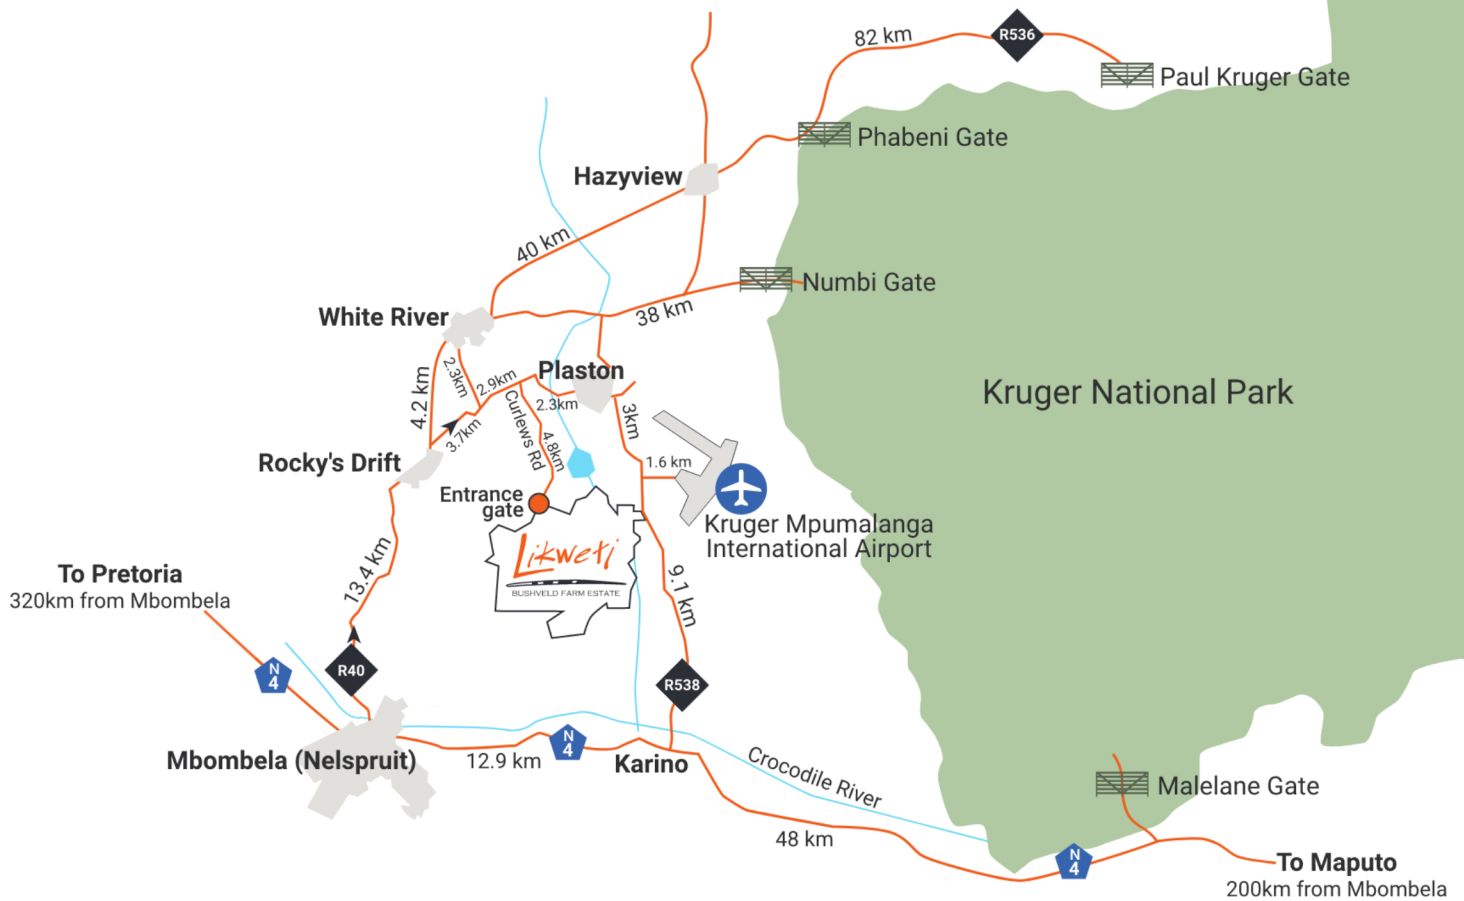 82 km
R536
Paul Kruger Gate
Phabeni Gate
Hazyview
40 km
Numbi Gate
38 km
White River
Plaston
2.3km
2.9km
4.2 km
Curlews Rd
2.3km
3km
Kruger National Park
3.7km
4.8km
Rocky's Drift
1.6 km
Entrance
gate
Kruger Mpumalanga
International Airport
Likweti
BUSHVELD FARM ESTATE
13.4 km
9.1 km
To Pretoria
320km from Mbombela
N
4
R40
R538
Mbombela (Nelspruit)
12.9 km
N
4
Karino
Crocodile River
Malelane Gate
48 km
N
4
To Maputo
200km from Mbombela